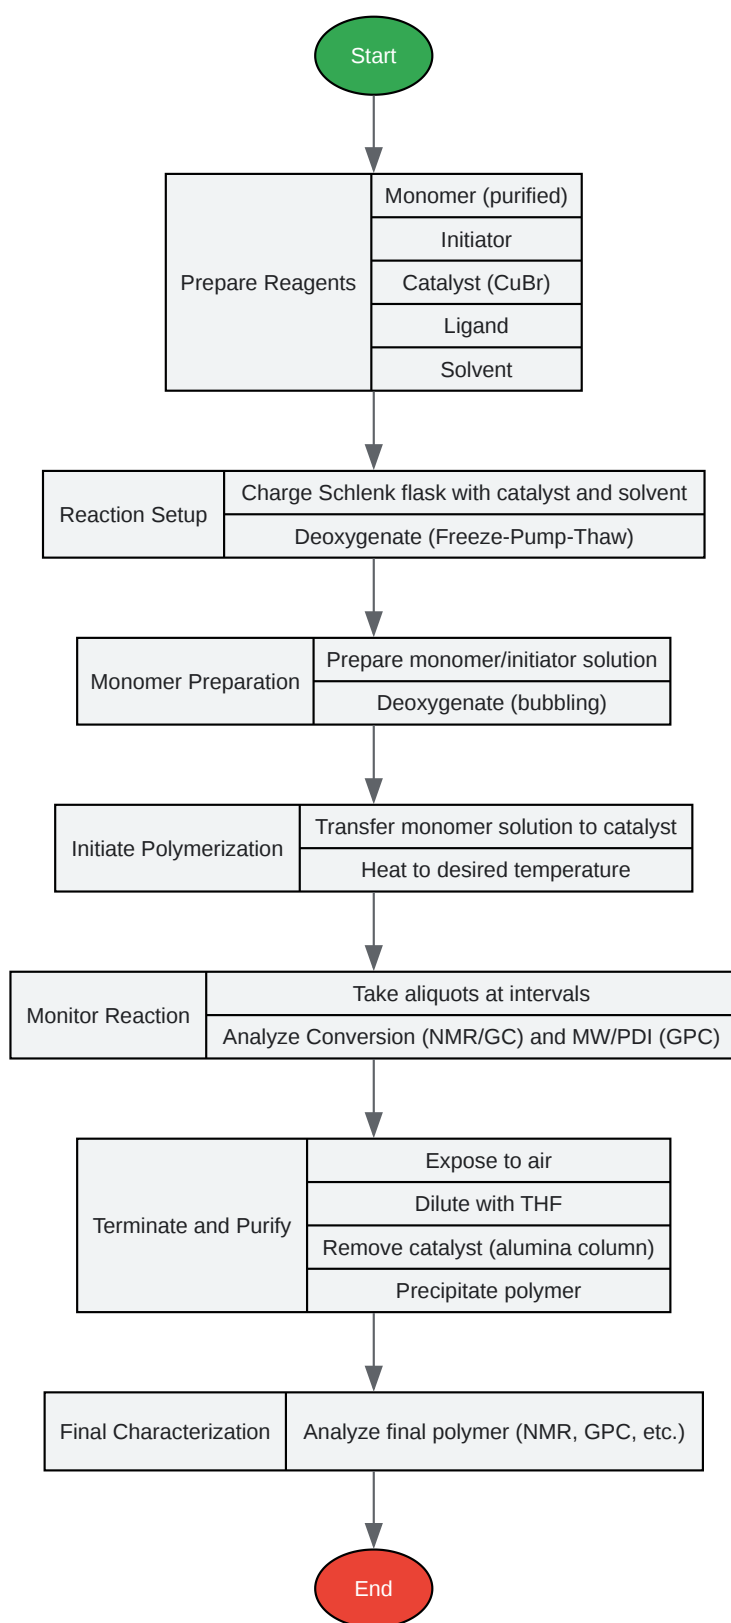 Start
Prepare Reagents
Monomer (purified)
Initiator
Catalyst (CuBr)
Ligand
Solvent
Reaction Setup
Charge Schlenk flask with catalyst and solvent
Deoxygenate (Freeze-Pump-Thaw)
Monomer Preparation
Prepare monomer/initiator solution
Deoxygenate (bubbling)
Initiate Polymerization
Transfer monomer solution to catalyst
Heat to desired temperature
Monitor Reaction
Take aliquots at intervals
Analyze Conversion (NMR/GC) and MW/PDI (GPC)
Terminate and Purify
Expose to air
Dilute with THF
Remove catalyst (alumina column)
Precipitate polymer
Final Characterization
Analyze final polymer (NMR, GPC, etc.)
End